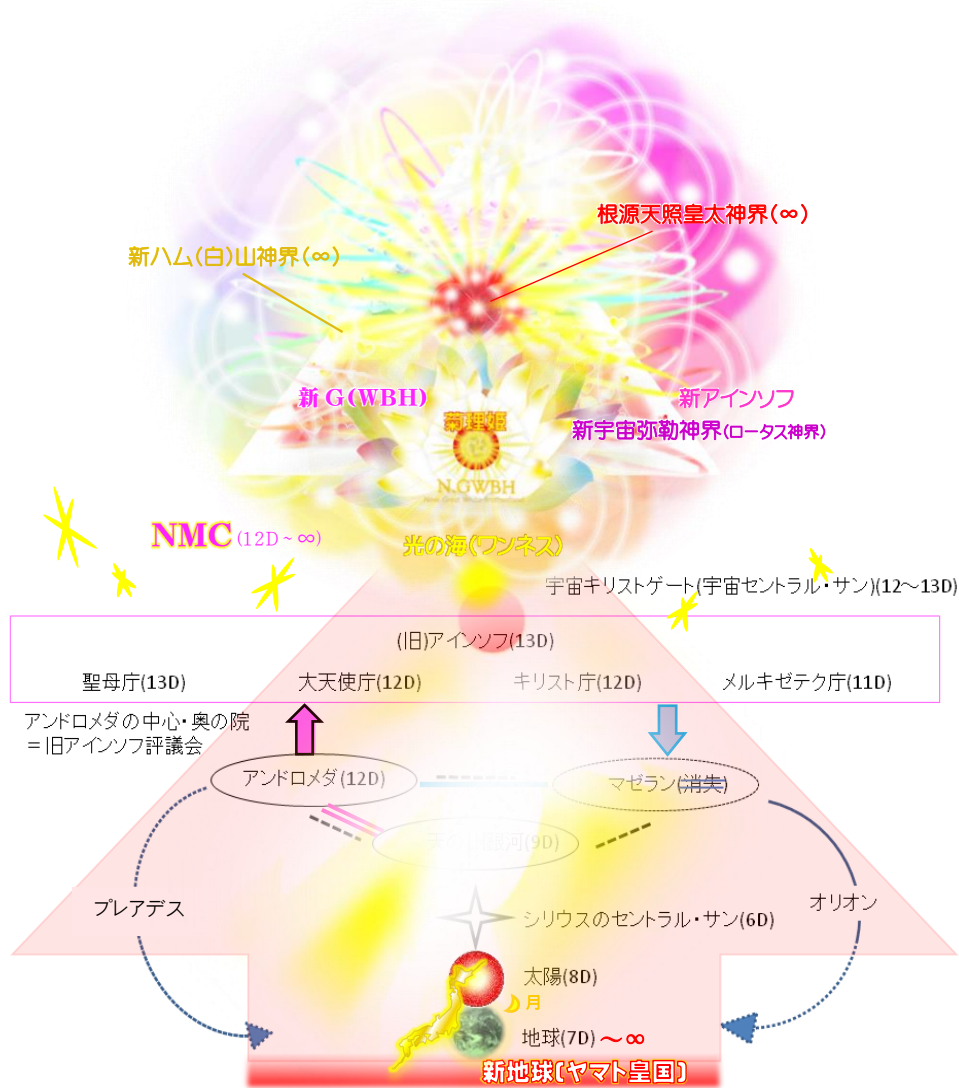 根源天照皇太神界(∞)
新ハム(白)山神界(∞)
新G(WBH)
新アインソフ
新宇宙弥勒神界(ロータス神界)
菊理姫
N.GWBH
NMC(12D~∞)
光の海(ワンネス)
宇宙キリストゲート(宇宙セントラル・サン)(12〜13D)
(旧)アインソフ(13D)
聖母庁(13D)
大天使庁(12D)
キリスト庁(12D)
メルキゼテク庁(11D)
アンドロメダの中心・奥の院
=旧アインソフ評議会
アンドロメダ(12D)
マゼラン(消失)
河(9D)
プレアデス
オリオン
シリウスのセントラル・サン(6D)
太陽(8D)
月
地球(7D)〜∞
新地球(ヤマト皇国)